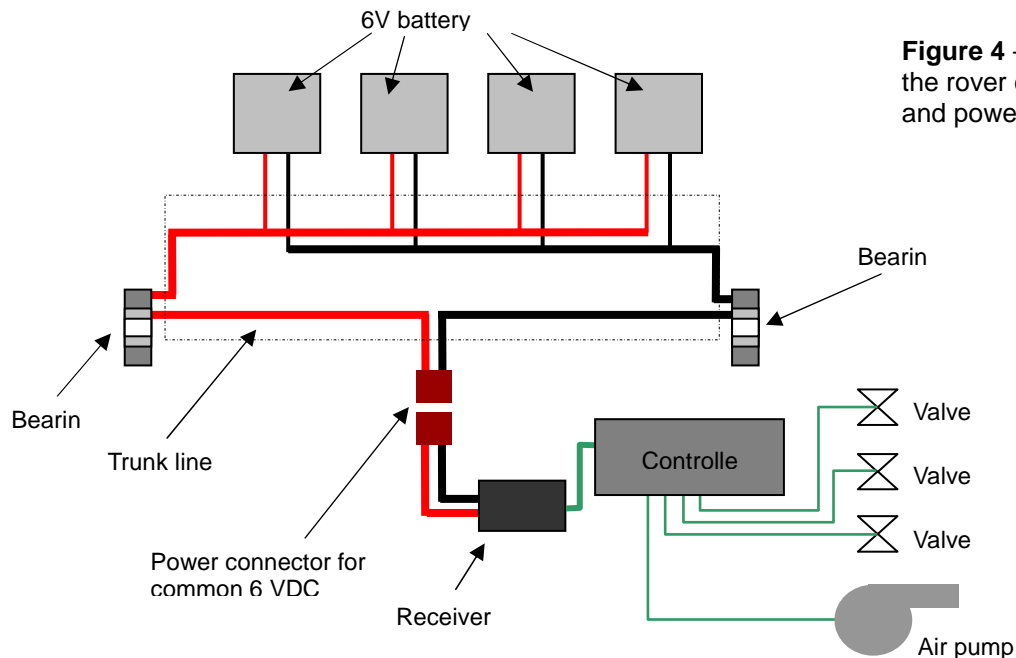 6V battery
Figure 4 -
the rover
and powe
Bearin
Bearin
Trunk line
Power connector for
common 6 VDC
Receiver
Controlle
Valve
Valve
Valve
Air pump